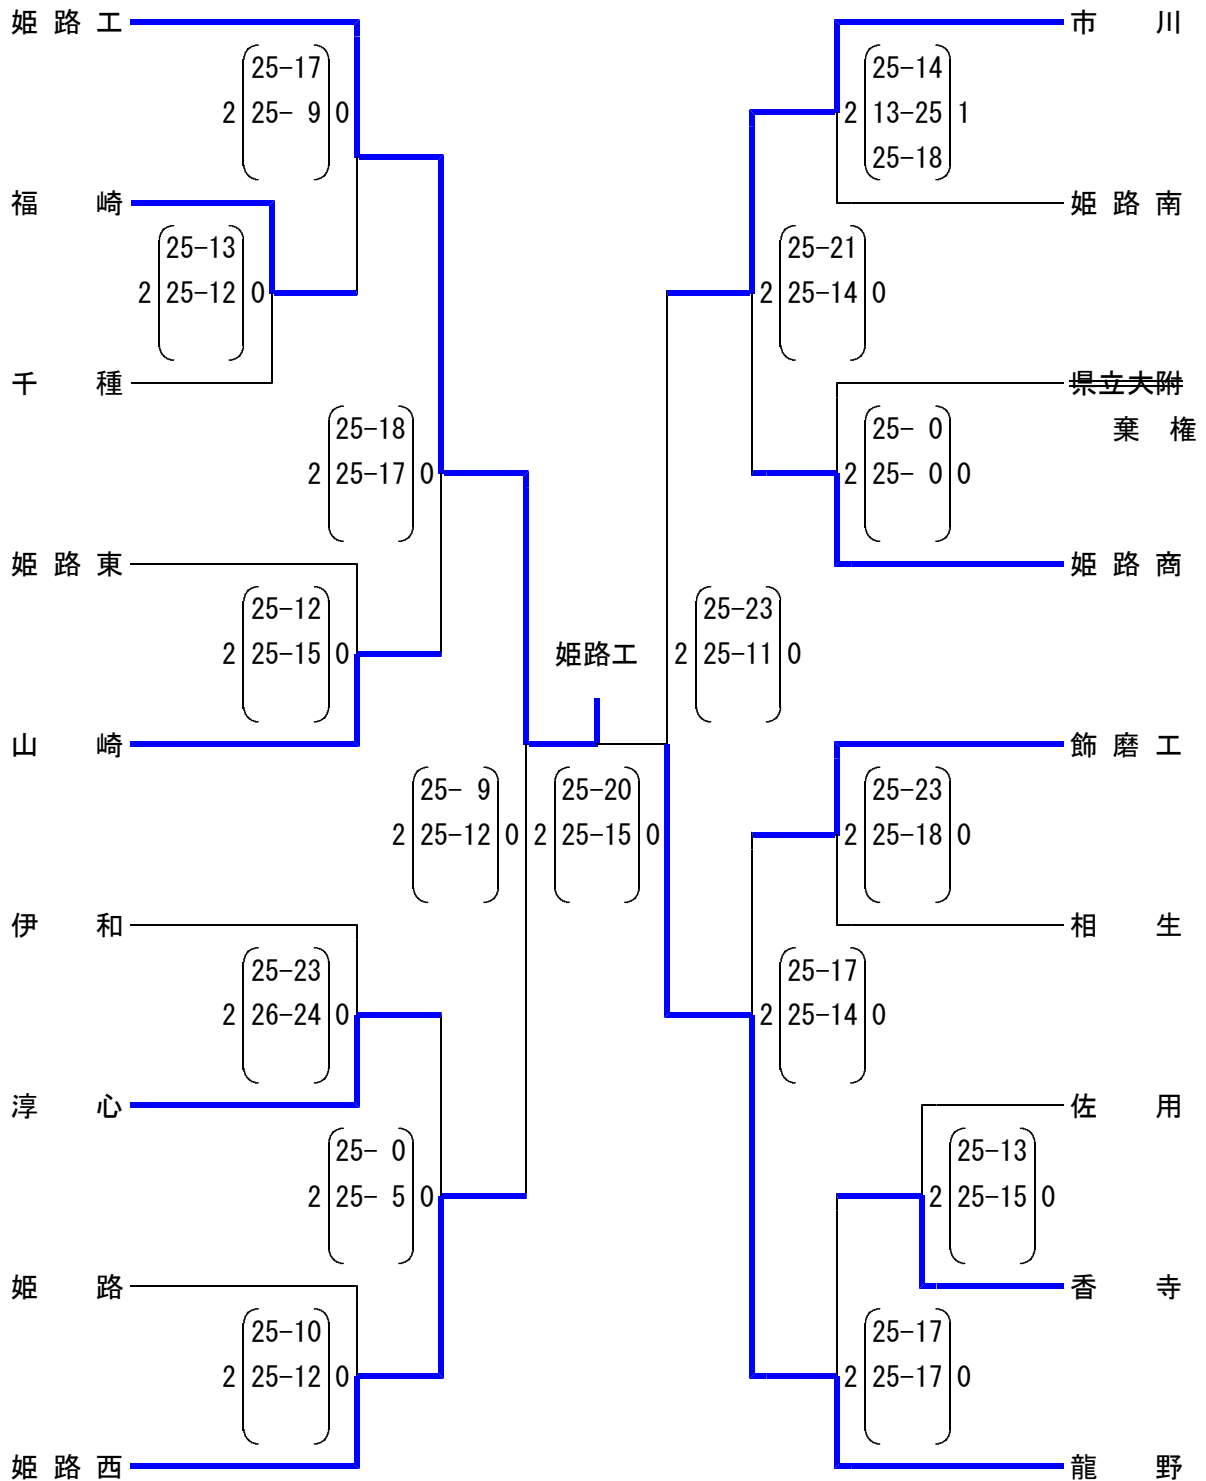 姫路工
25-17
2 25- 9 0
福崎
25-13
2 25-12 0
千種
25-18
2 25-17 0
姫路東
25-12
2 25-15 0
山崎
25- 9
2 25-12 0
伊和
25-23
2 26-24 0
淳心
25- 0
2 25- 5 0
姫路
25-10
2 25-12 0
姫路西
姫路工
25-20
2 25-15 0
市川
25-14
2 13-25 1
25-18
姫路南
25-21
2 25-14 0
県立大附
棄権
25- 0
2 25- 0 0
姫路商
25-23
2 25-11 0
飾磨工
25-23
2 25-18 0
相生
25-17
2 25-14 0
佐用
25-13
2 25-15 0
香寺
25-17
2 25-17 0
龍野